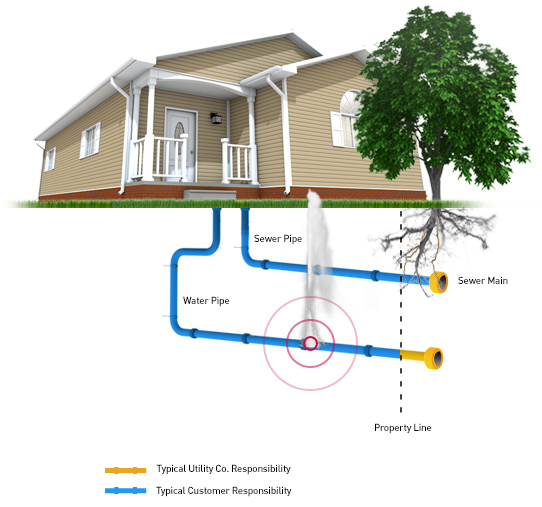 Sewer Pipe
Sewer Main
Water Pipe
Property Line
Typical Utility Co. Responsibility
Typical Customer Responsibility